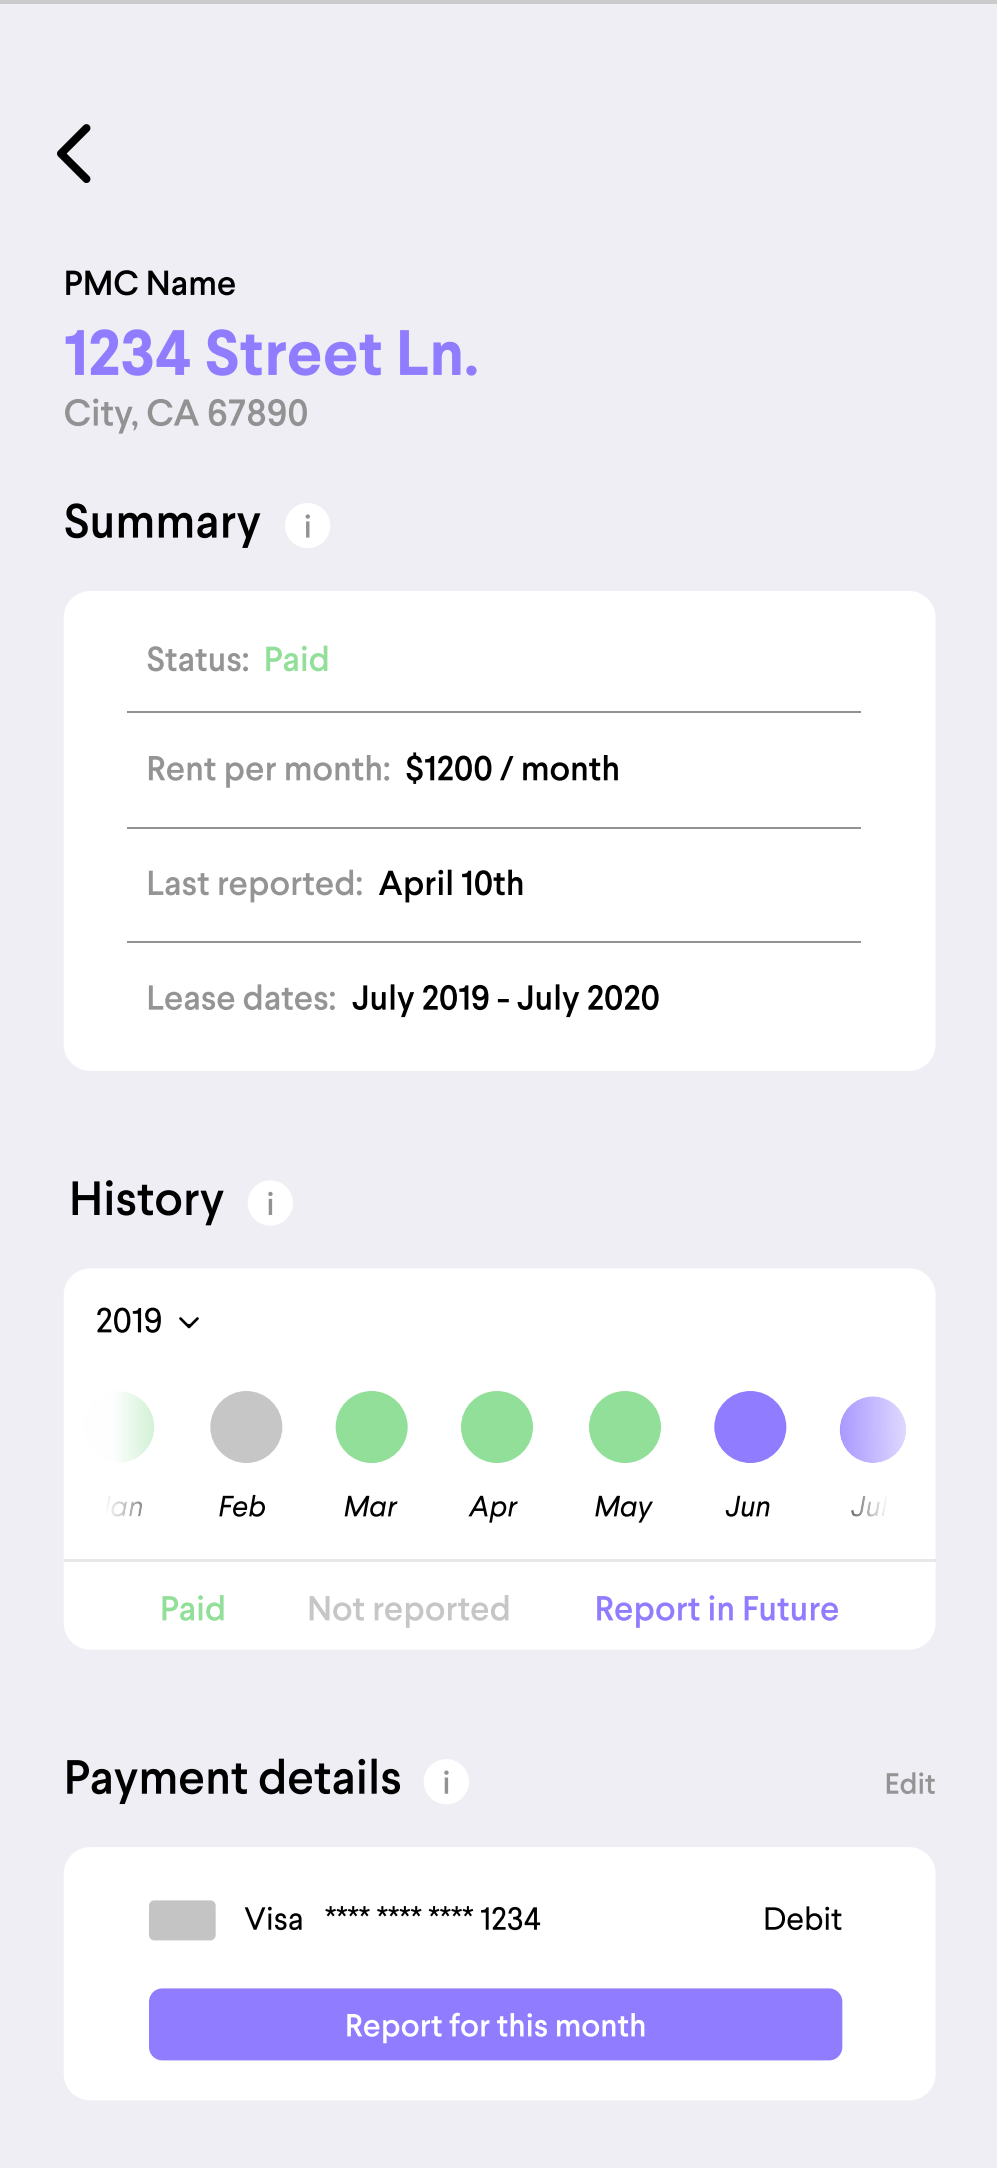 PMC Name
1234 Street Ln.
City, CA 67890
Summary i
Status: Paid
Rent per month: $1200 / month
Last reported: April 10th
Lease dates: July 2019 - July 2020
History i
2019
Jan Feb Mar Apr May Jun Jul
Paid Not reported Report in Future
Payment details i Edit
Visa **** **** **** 1234 Debit
Report for this month